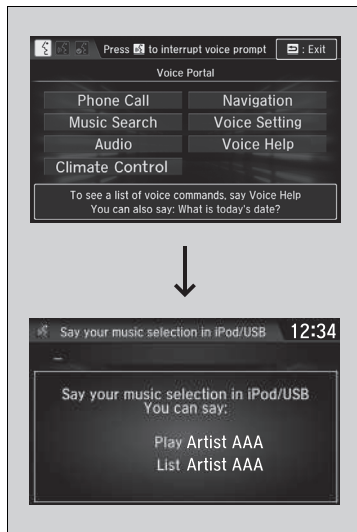 Press to interrupt voice prompt
: Exit
Voice Portal
Phone Call
Navigation
Music Search
Voice Setting
Audio
Voice Help
Climate Control
To see a list of voice commands, say Voice Help
You can also say: What is today's date?
Say your music selection in iPod/USB
12:34
Say your music selection in iPod/USB
You can say:
Play Artist AAA
List Artist AAA